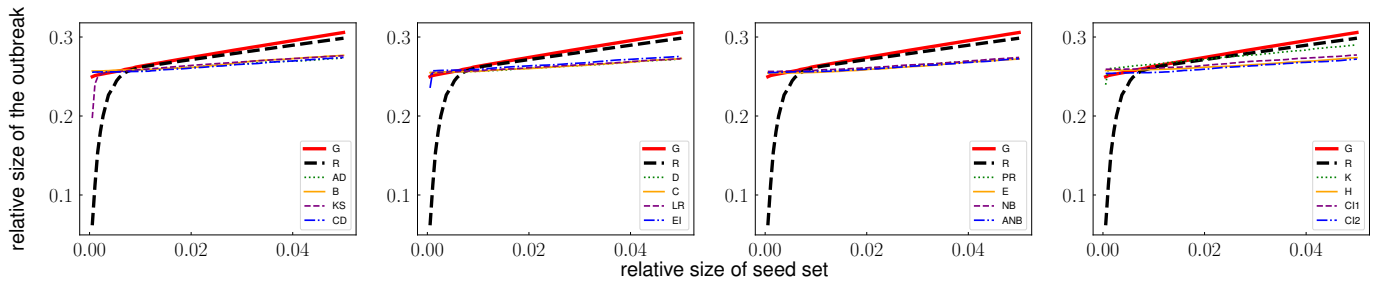 relative size of the outbreak
0.3
0.2
0.1
0.00 0.02 0.04
G
R
AD
B
KS
CD
0.3
0.2
0.1
0.00 0.02 0.04
G
R
D
C
LR
EI
0.3
0.2
0.1
0.00 0.02 0.04
G
R
PR
E
NB
ANB
0.3
0.2
0.1
0.00 0.02 0.04
G
R
K
H
CI1
CI2
relative size of seed set